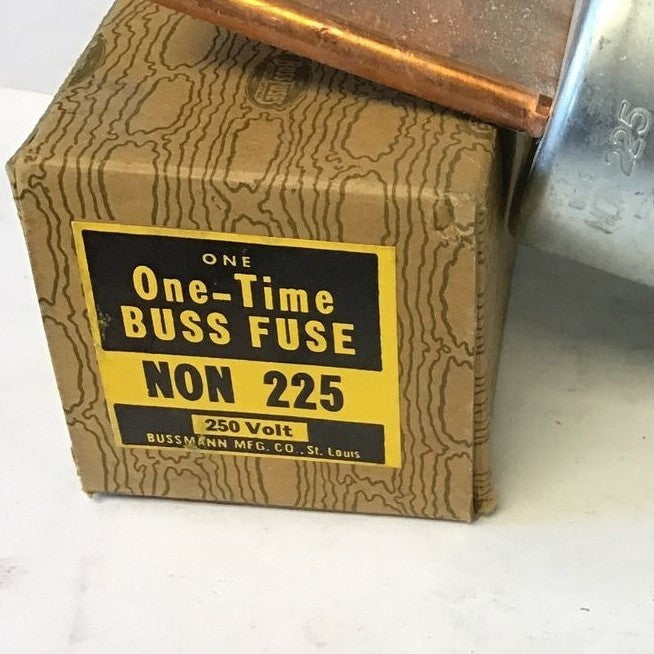 ONE
One-Time
BUSS FUSE
NON 225
250 Volt
BUSSMANN MFG. CO., St. Louis
225